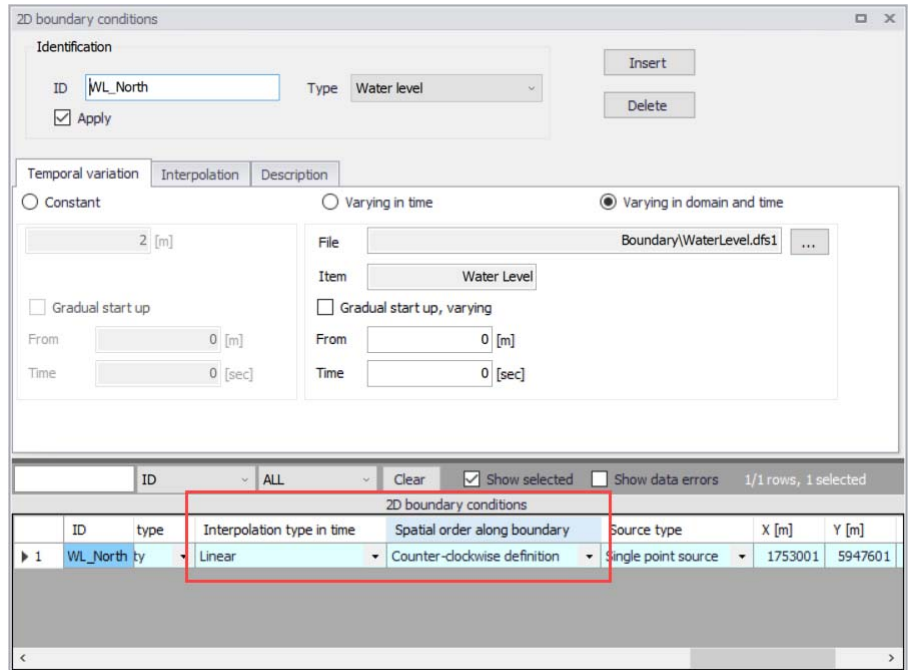 2D boundary conditions
Identification
ID WL_North Type Water level Insert
Apply Delete
Temporal variation Interpolation Description
Constant Varying in time Varying in domain and time
2 [m] File Boundary\WaterLevel.dfs1 ...
Item Water Level
Gradual start up Gradual start up, varying
From 0 [m] From 0 [m]
Time 0 [sec] Time 0 [sec]
ID ALL Clear Show selected Show data errors 1/1 rows, 1 selected
2D boundary conditions
ID type Interpolation type in time Spatial order along boundary Source type X [m] Y [m]
1 WL_North ty Linear Counter-clockwise definition Single point source 1753001 5947601